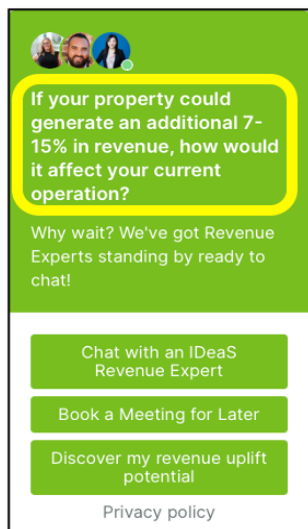 If your property could
generate an additional 7-
15% in revenue, how would
it affect your current
operation?
Why wait? We've got Revenue
Experts standing by ready to
chat!
Chat with an IDeaS
Revenue Expert
Book a Meeting for Later
Discover my revenue uplift
potential
Privacy policy